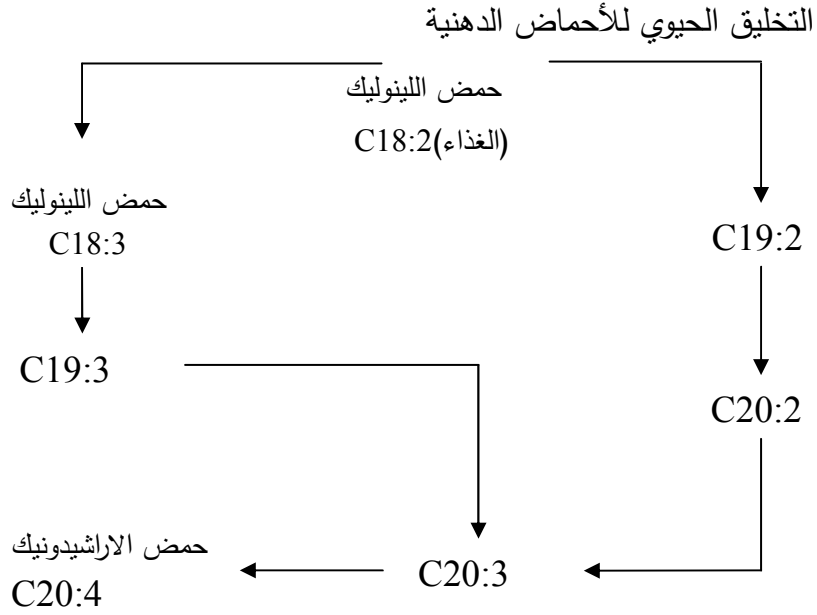 التخليق الحيوي للأحماض الدهنية
حمض اللينوليك
C18:2(الغذاء)
حمض اللينوليك
C18:3
C19:2
C19:3
C20:2
حمض الاراشيدونيك
C20:4
C20:3